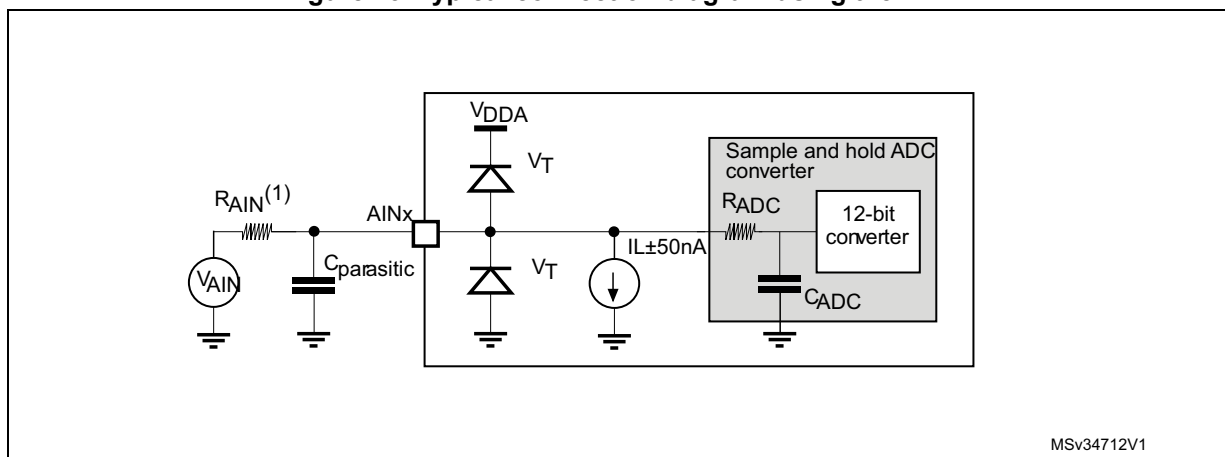 VDDA
VT
Sample and hold ADC
converter
RAIN(1)
AINx
RADC
12-bit
converter
IL±50nA
VT
VAIN
Cparasitic
CADC
MSv34712V1